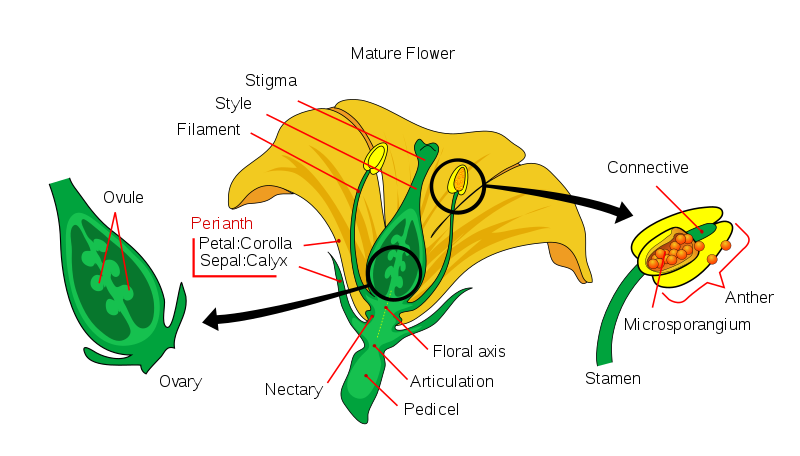 Mature Flower
Stigma
Style
Filament
Connective
Ovule
Perianth
Petal:Corolla
Sepal:Calyx
Anther
Microsporangium
Floral axis
Stamen
Ovary
Nectary
Articulation
Pedicel